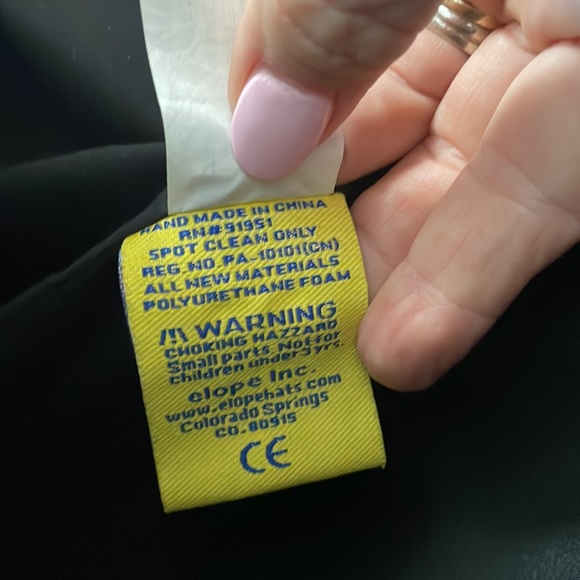 HAND MADE IN CHINA
RN# 91951
SPOT CLEAN ONLY
REG. NO PA-10101(CN)
ALL NEW MATERIALS
POLYURETHANE FOAM
⚠ WARNING
CHOKING HAZZARD
Small parts. Not for
children under 3 yrs.
elope Inc.
www.elopehats.com
Colorado Springs
CO. 80915
CE